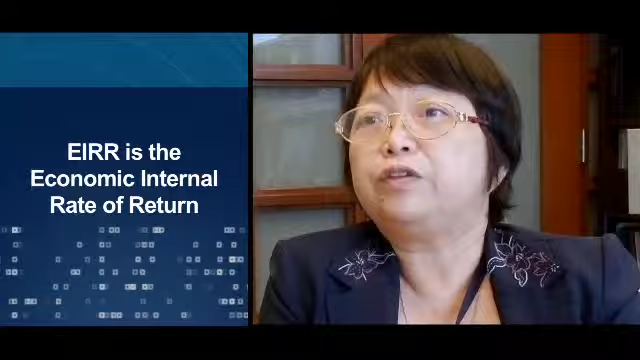 EIRR is the
Economic Internal
Rate of Return